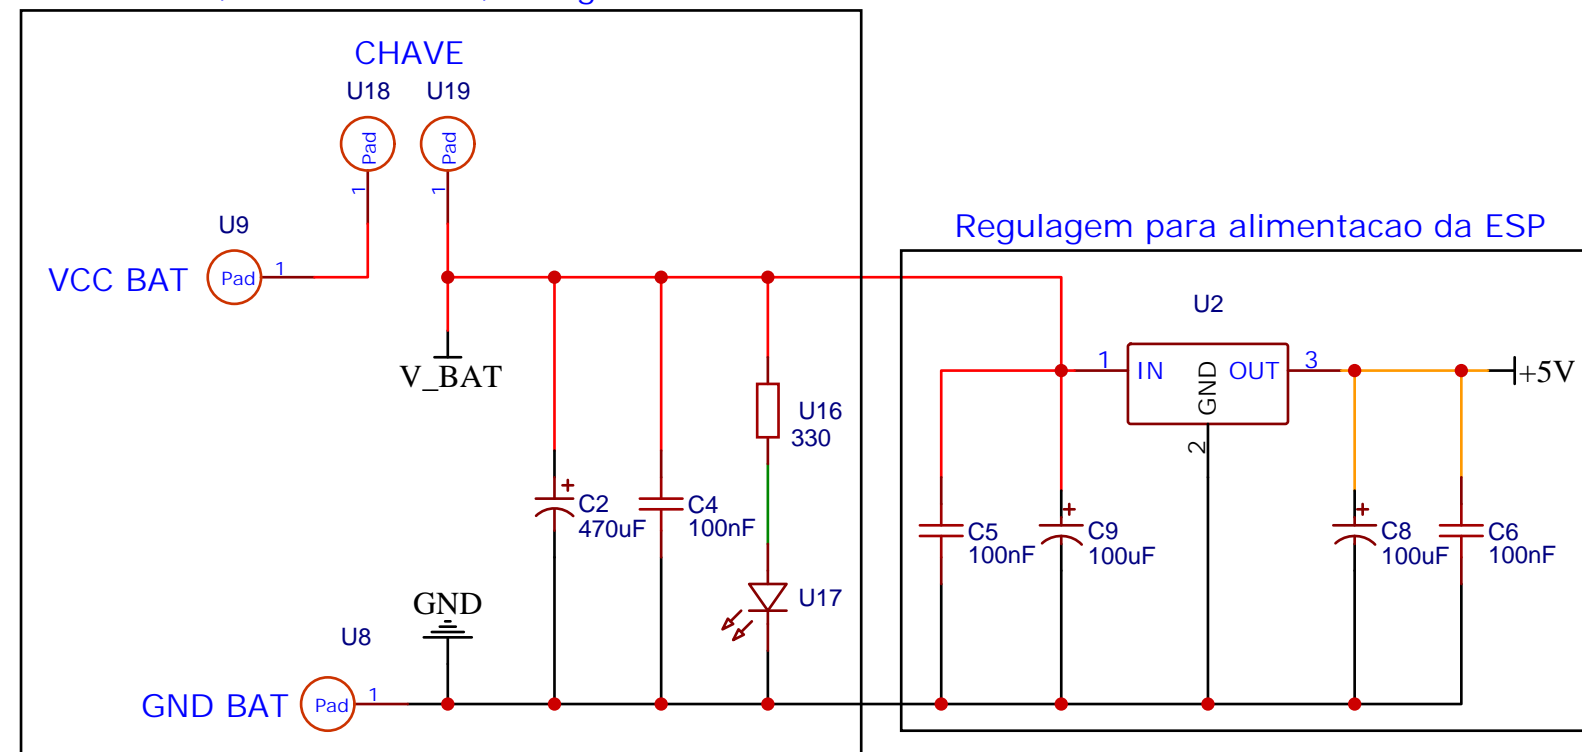 CHAVE
U18 U19
Pad Pad
1 1
U9
VCC BAT Pad 1
V_BAT
U16
330
C2
470uF
C4
100nF
U17
GND
U8
GND BAT Pad 1
Regulagem para alimentacao da ESP
U2
1 IN GND OUT 3 +5V
2
C5
100nF
C9
100uF
C8
100uF
C6
100nF
+
+
+